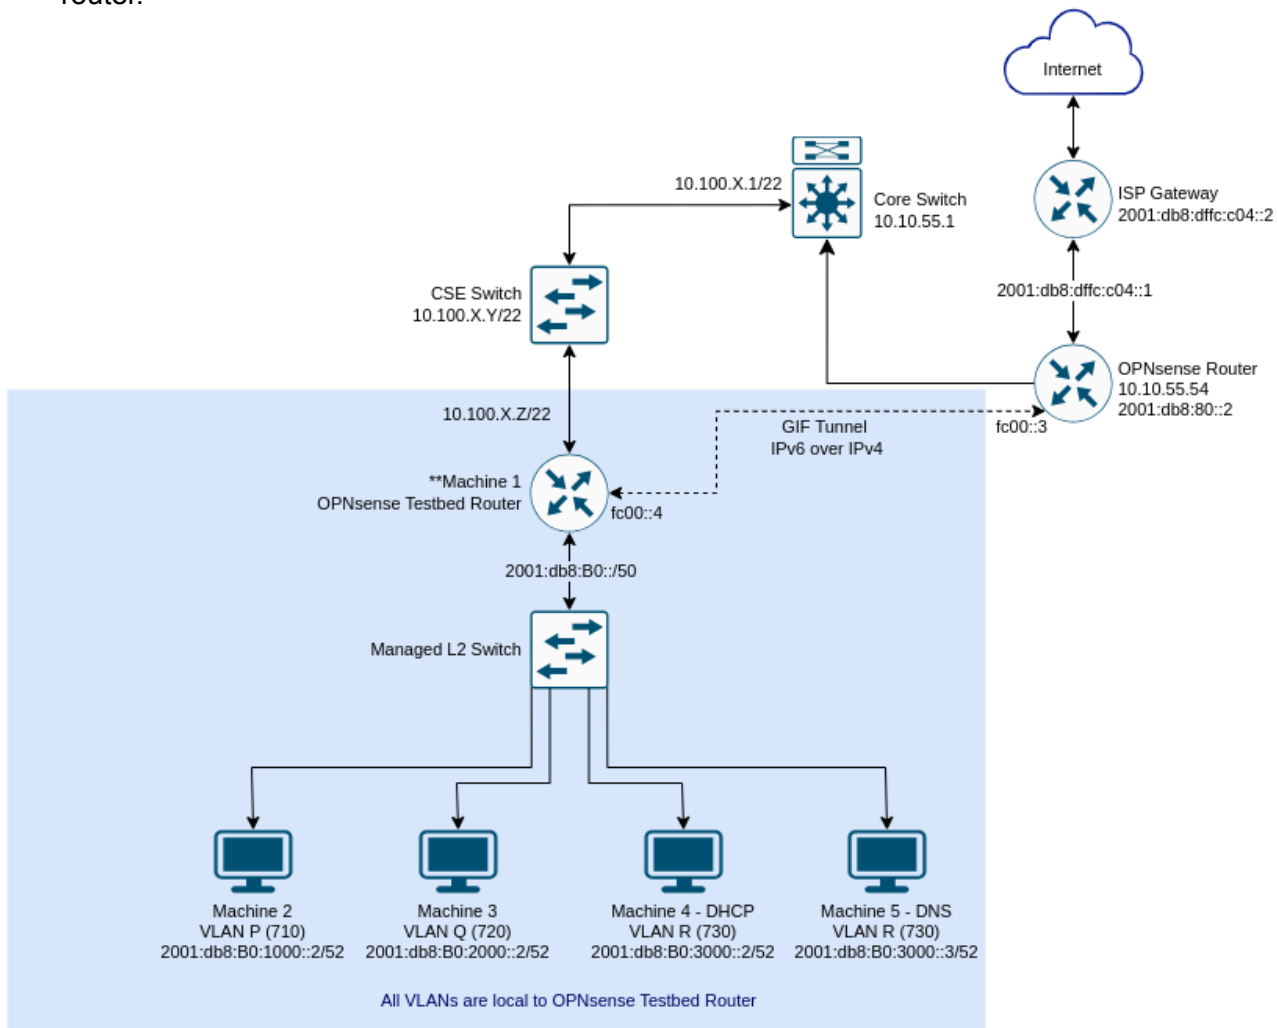 router.
Internet
10.100.X.1/22
Core Switch
10.10.55.1
ISP Gateway
2001:db8:dffc:c04::2
2001:db8:dffc:c04::1
CSE Switch
10.100.X.Y/22
OPNsense Router
10.10.55.54
2001:db8:80::2
10.100.X.Z/22
GIF Tunnel
IPv6 over IPv4
fc00::3
**Machine 1
OPNsense Testbed Router
fc00::4
2001:db8:B0::/50
Managed L2 Switch
Machine 2
VLAN P (710)
2001:db8:B0:1000::2/52
Machine 3
VLAN Q (720)
2001:db8:B0:2000::2/52
Machine 4 - DHCP
VLAN R (730)
2001:db8:B0:3000::2/52
Machine 5 - DNS
VLAN R (730)
2001:db8:B0:3000::3/52
All VLANs are local to OPNsense Testbed Router